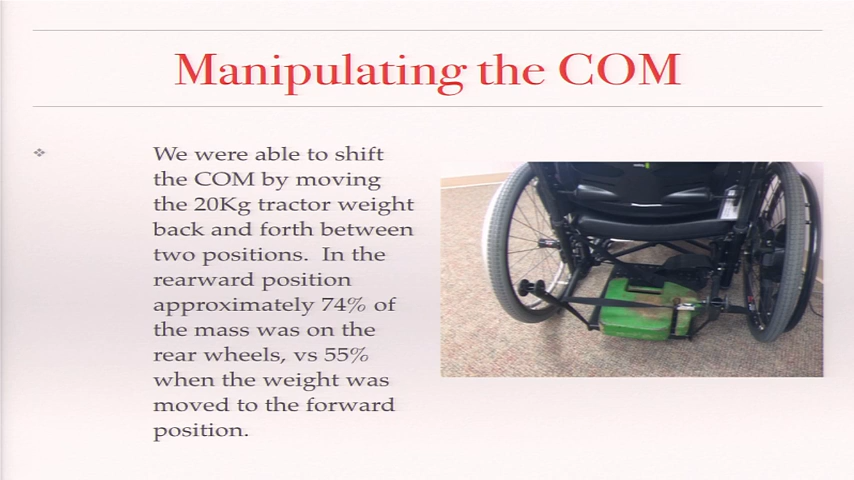 Manipulating the COM
We were able to shift
the COM by moving
the 20Kg tractor weight
back and forth between
two positions.  In the
rearward position
approximately 74% of
the mass was on the
rear wheels, vs 55%
when the weight was
moved to the forward
position.